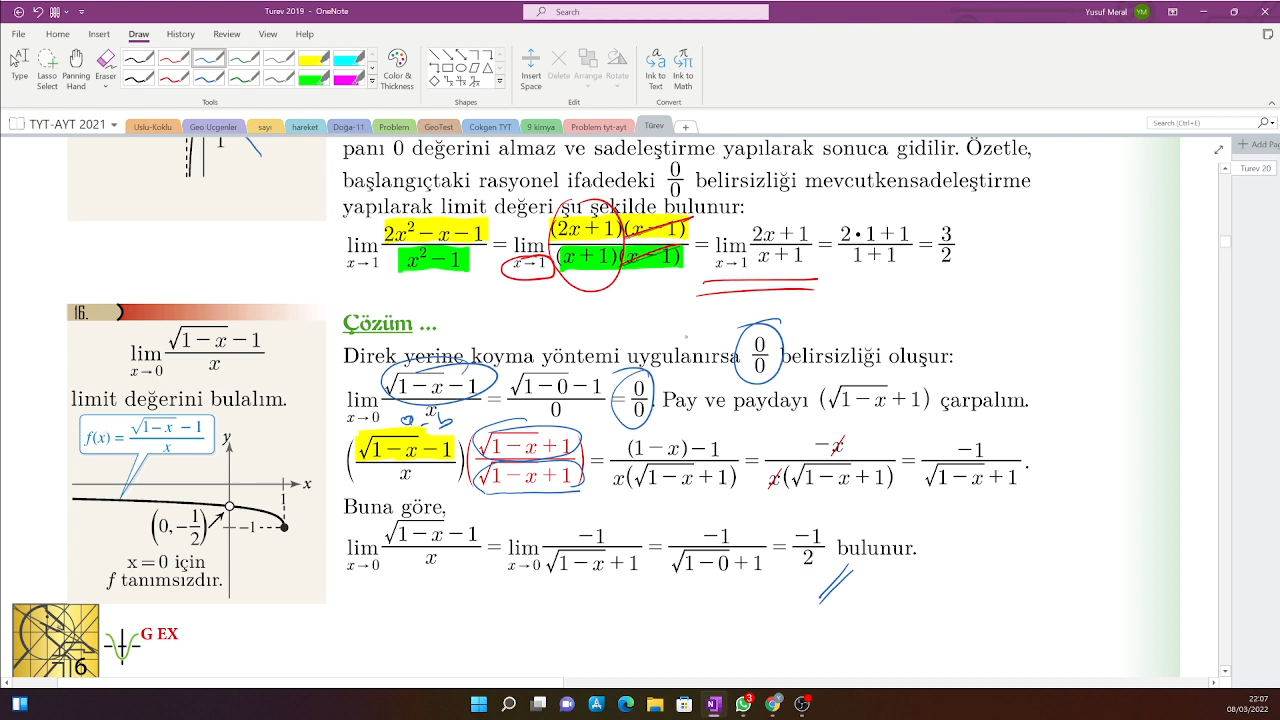 Turev 2019 - OneNote
Search
Yusuf Meral YM
File Home Insert Draw History Review View Help
Type
Lasso Select
Panning Hand
Eraser
Color & Thickness
Insert Space
Delete
Arrange
Rotate
Ink to Text
Ink to Math
Tools Shapes Edit Convert
TYT-AYT 2021
Uslu-Koklu Geo Ucgenler sayı hareket Doğa-11 Problem GeoTest Cokgen TYT 9 kimya Problem tyt-ayt Türev
Search (Ctrl+E)
Add Pag
Turev 20
1
panı 0 değerini almaz ve sadeleştirme yapılarak sonuca gidilir. Özetle,
başlangıçtaki rasyonel ifadedeki 0/0 belirsizliği mevcutkensadeleştirme
yapılarak limit değeri şu şekilde bulunur:
lim x→1 (2x² − x − 1)/(x² − 1) = lim x→1 (2x + 1)(x − 1)/(x + 1)(x − 1) = lim x→1 (2x + 1)/(x + 1) = (2 • 1 + 1)/(1 + 1) = 3/2
16.
lim x→0 (√(1−x) − 1)/x
limit değerini bulalım.
f(x) = (√(1−x) − 1)/x
y
x
1
(0, −1/2)
−1
x = 0 için
f tanımsızdır.
Çözüm ...
Direk yerine koyma yöntemi uygulanırsa 0/0 belirsizliği oluşur:
lim x→0 (√(1−x) − 1)/x = (√(1−0) − 1)/0 = 0/0. Pay ve paydayı (√(1−x) + 1) çarpalım.
a - b
((√(1−x) − 1)/x)((√(1−x) + 1)/(√(1−x) + 1)) = ((1−x) − 1)/(x(√(1−x) + 1)) = −x/(x(√(1−x) + 1)) = −1/(√(1−x) + 1).
Buna göre,
lim x→0 (√(1−x) − 1)/x = lim x→0 −1/(√(1−x) + 1) = −1/(√(1−0) + 1) = −1/2 bulunur.
6
G EX
3
22:07
08/03/2022